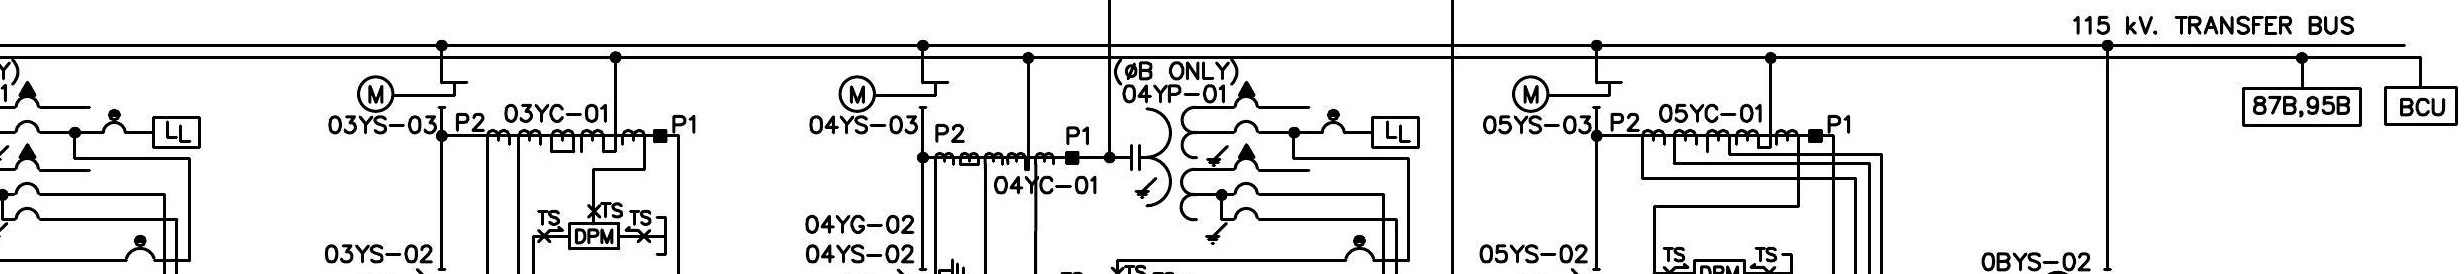 115 kV. TRANSFER BUS
Y)
1
(øB ONLY)
04YP-01
M
M
M
87B,95B
BCU
03YS-03
P2
03YC-01
P1
04YS-03
P2
P1
04YC-01
05YS-03
P2
05YC-01
P1
LL
LL
TS
TS
TS
DPM
04YG-02
03YS-02
04YS-02
05YS-02
0BYS-02
TS
TS
TS
DPM